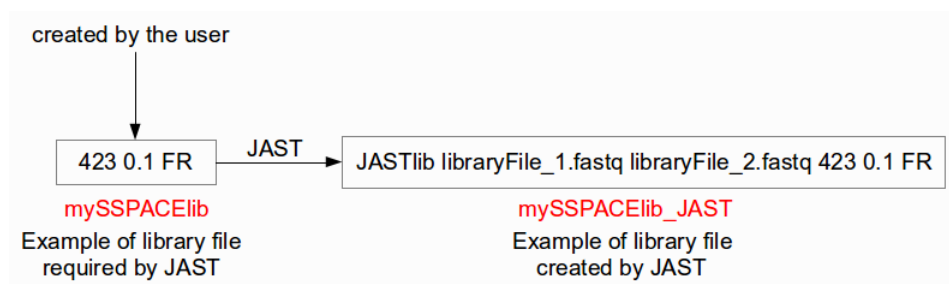 created by the user
423 0.1 FR
JAST
JASTlib libraryFile_1.fastq libraryFile_2.fastq 423 0.1 FR
mySSPACElib
mySSPACElib_JAST
Example of library file
required by JAST
Example of library file
created by JAST